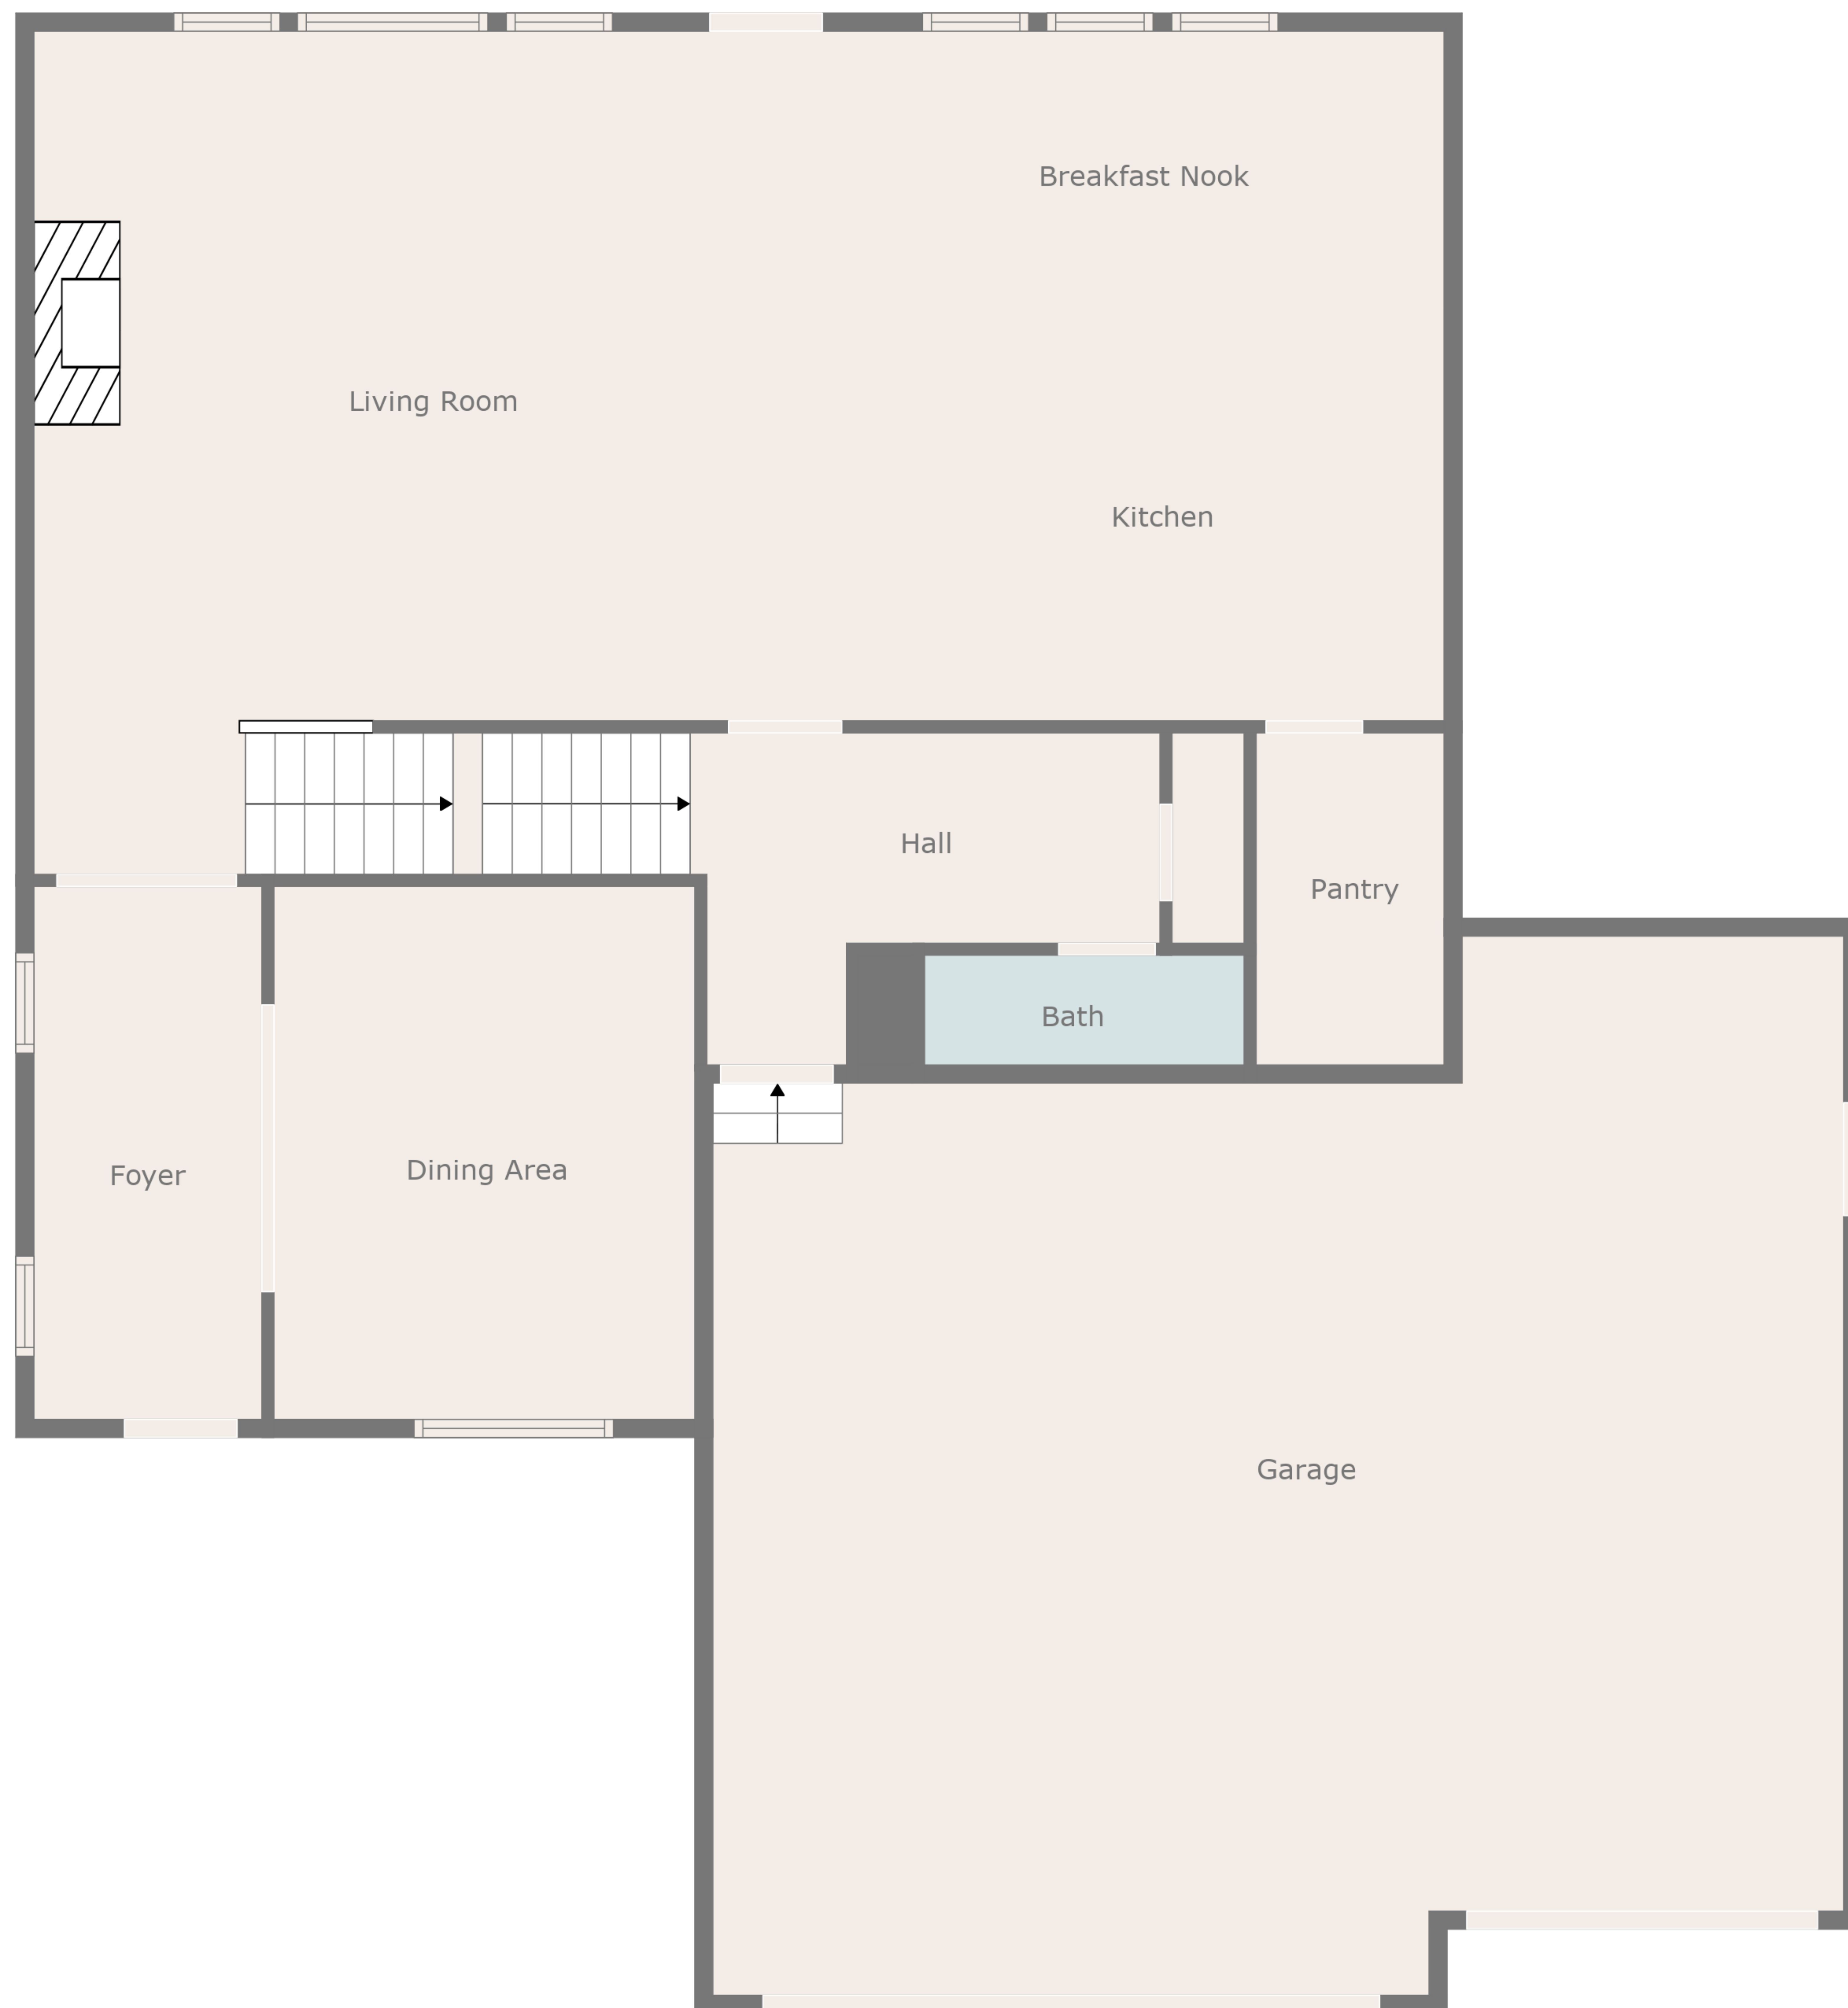 Breakfast Nook
Living Room
Kitchen
Hall
Pantry
Bath
Foyer
Dining Area
Garage